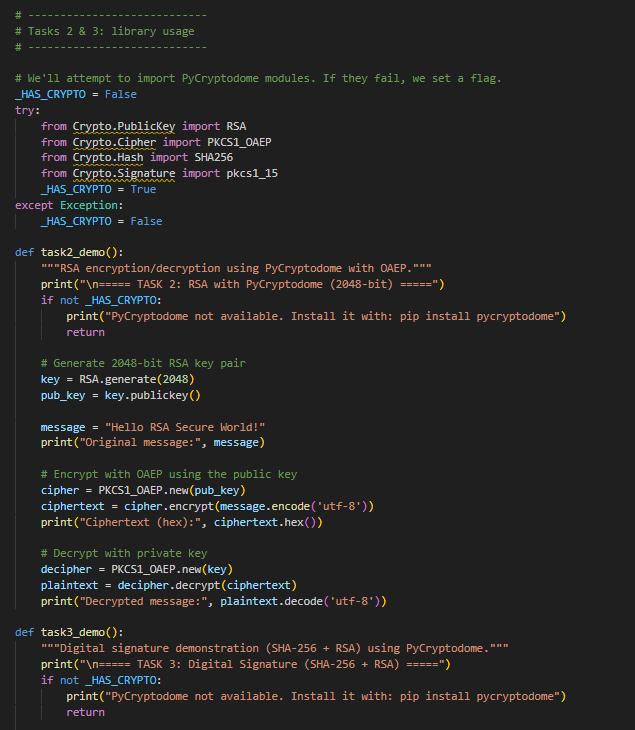 # ----------------------------
# Tasks 2 & 3: library usage
# ----------------------------

# We'll attempt to import PyCryptodome modules. If they fail, we set a flag.
_HAS_CRYPTO = False
try:
    from Crypto.PublicKey import RSA
    from Crypto.Cipher import PKCS1_OAEP
    from Crypto.Hash import SHA256
    from Crypto.Signature import pkcs1_15
    _HAS_CRYPTO = True
except Exception:
    _HAS_CRYPTO = False

def task2_demo():
    """RSA encryption/decryption using PyCryptodome with OAEP."""
    print("\n===== TASK 2: RSA with PyCryptodome (2048-bit) =====")
    if not _HAS_CRYPTO:
        print("PyCryptodome not available. Install it with: pip install pycryptodome")
        return

    # Generate 2048-bit RSA key pair
    key = RSA.generate(2048)
    pub_key = key.publickey()

    message = "Hello RSA Secure World!"
    print("Original message:", message)

    # Encrypt with OAEP using the public key
    cipher = PKCS1_OAEP.new(pub_key)
    ciphertext = cipher.encrypt(message.encode('utf-8'))
    print("Ciphertext (hex):", ciphertext.hex())

    # Decrypt with private key
    decipher = PKCS1_OAEP.new(key)
    plaintext = decipher.decrypt(ciphertext)
    print("Decrypted message:", plaintext.decode('utf-8'))

def task3_demo():
    """Digital signature demonstration (SHA-256 + RSA) using PyCryptodome."""
    print("\n===== TASK 3: Digital Signature (SHA-256 + RSA) =====")
    if not _HAS_CRYPTO:
        print("PyCryptodome not available. Install it with: pip install pycryptodome")
        return